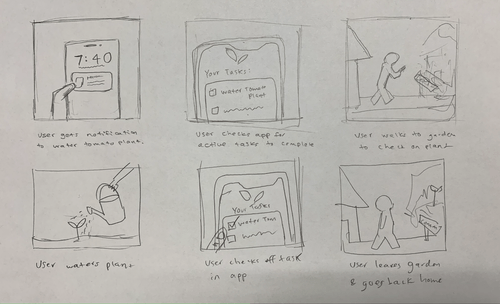 7:40
User gets notification
to water tomato plant.
Your Tasks:
Water Tomato
Plant
User checks app for
active tasks to complete
User walks to garden
to check on plant
User waters plant
Your Tasks
Water Tom
User checks off task
in app
User leaves garden
& goes back home